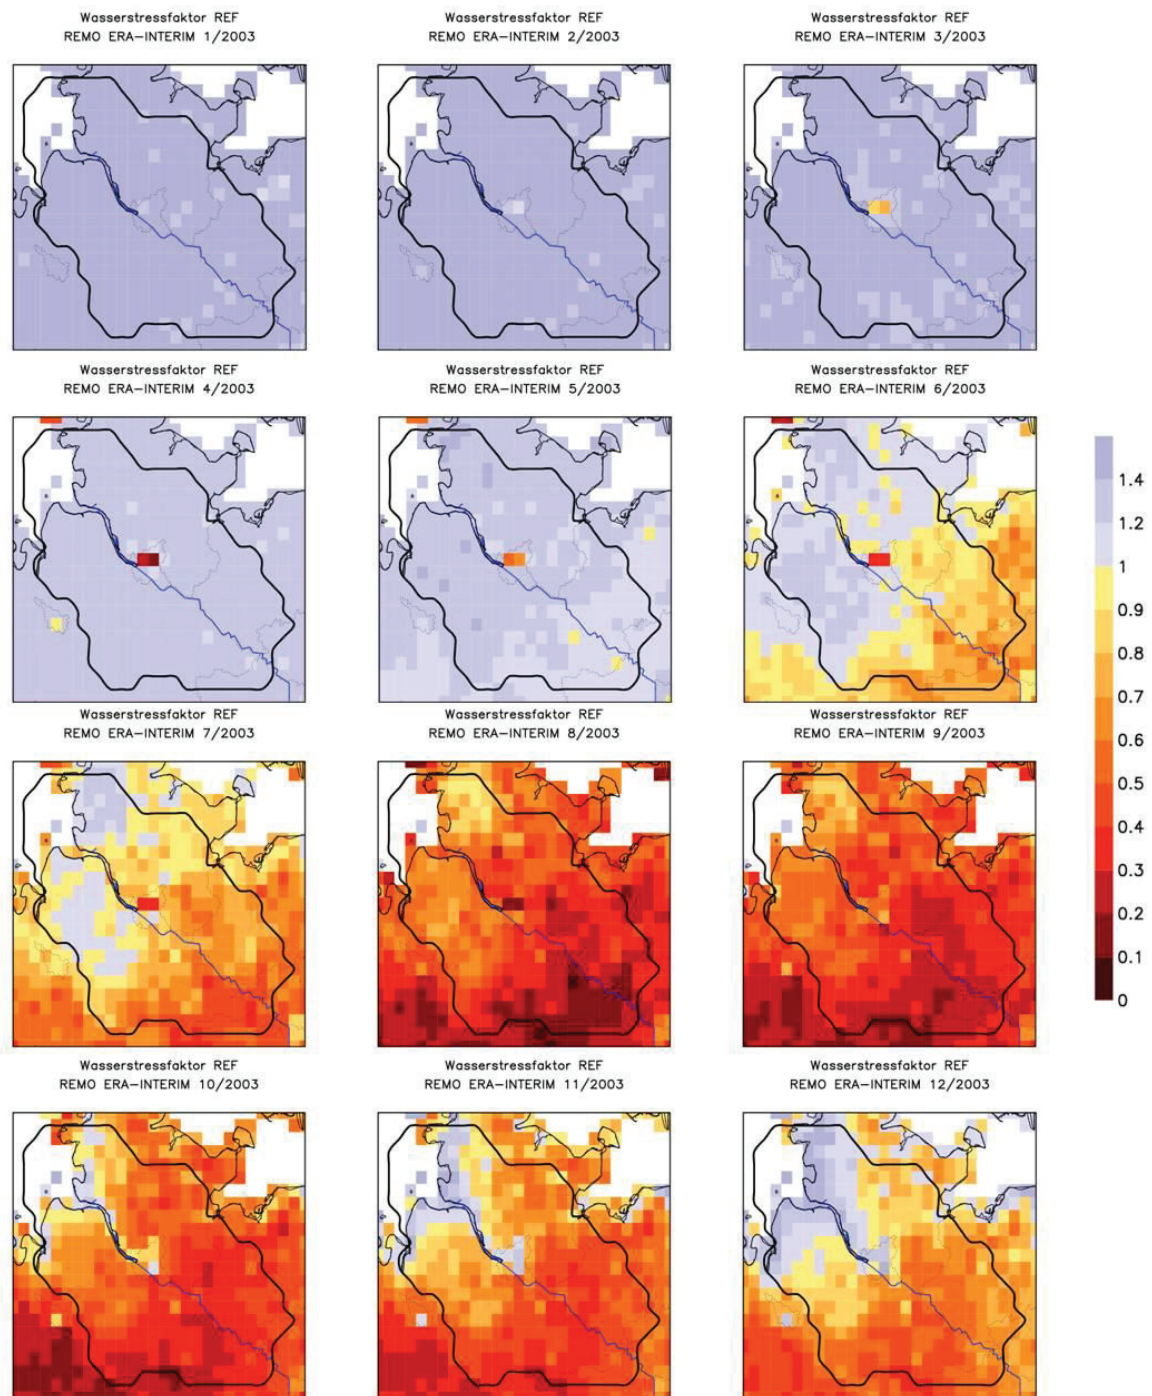 Wasserstressfaktor REF
REMO ERA-INTERIM 1/2003
Wasserstressfaktor REF
REMO ERA-INTERIM 2/2003
Wasserstressfaktor REF
REMO ERA-INTERIM 3/2003
Wasserstressfaktor REF
REMO ERA-INTERIM 4/2003
Wasserstressfaktor REF
REMO ERA-INTERIM 5/2003
Wasserstressfaktor REF
REMO ERA-INTERIM 6/2003
1.4
1.2
1
0.9
0.8
0.7
0.6
0.5
0.4
0.3
0.2
0.1
0
Wasserstressfaktor REF
REMO ERA-INTERIM 7/2003
Wasserstressfaktor REF
REMO ERA-INTERIM 8/2003
Wasserstressfaktor REF
REMO ERA-INTERIM 9/2003
Wasserstressfaktor REF
REMO ERA-INTERIM 10/2003
Wasserstressfaktor REF
REMO ERA-INTERIM 11/2003
Wasserstressfaktor REF
REMO ERA-INTERIM 12/2003